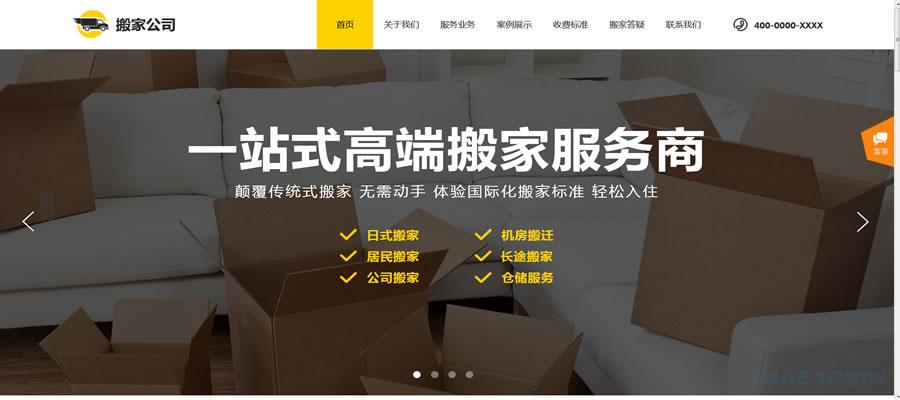 搬家公司
首页 关于我们 服务业务 案例展示 收费标准 搬家答疑 联系我们
400-0000-XXXX
一站式高端搬家服务商
颠覆传统式搬家 无需动手 体验国际化搬家标准 轻松入住
日式搬家 机房搬迁
居民搬家 长途搬家
公司搬家 仓储服务
客服
PAGEADMIN